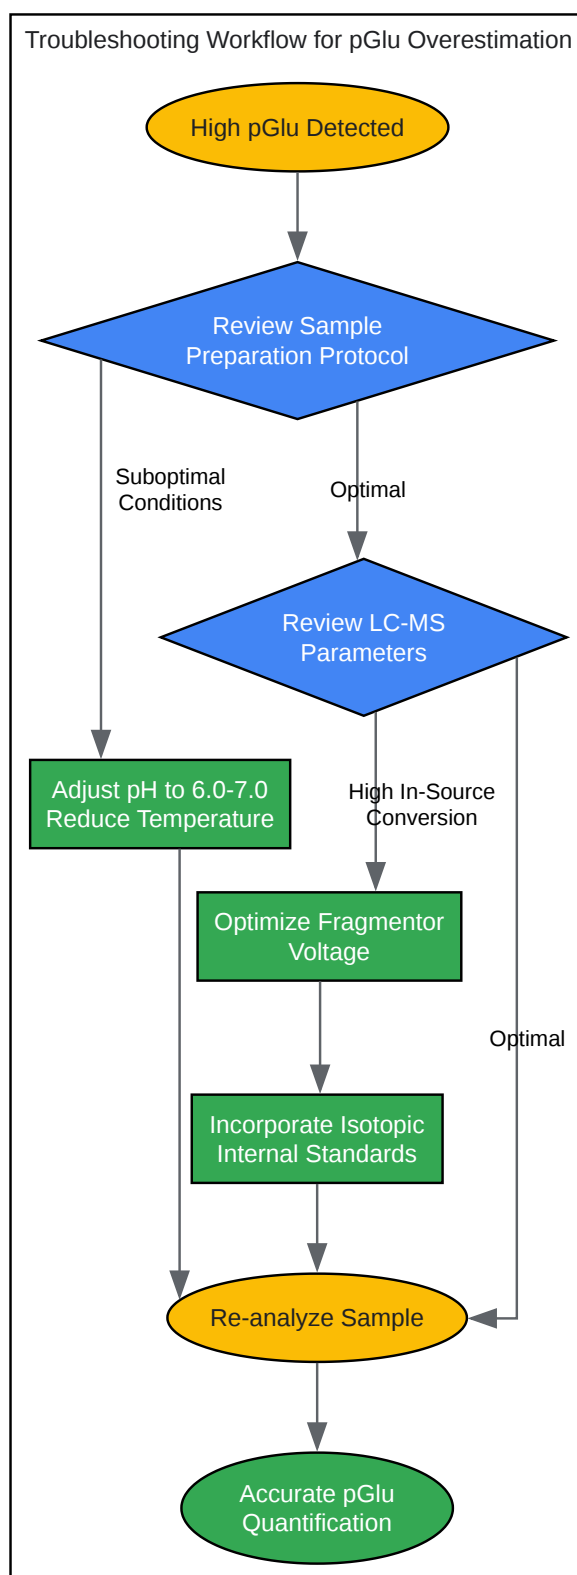 Troubleshooting Workflow for pGlu Overestimation
High pGlu Detected
Review Sample
Preparation Protocol
Suboptimal
Conditions
Optimal
Review LC-MS
Parameters
Adjust pH to 6.0-7.0
Reduce Temperature
High In-Source
Conversion
Optimize Fragmentor
Voltage
Optimal
Incorporate Isotopic
Internal Standards
Re-analyze Sample
Accurate pGlu
Quantification